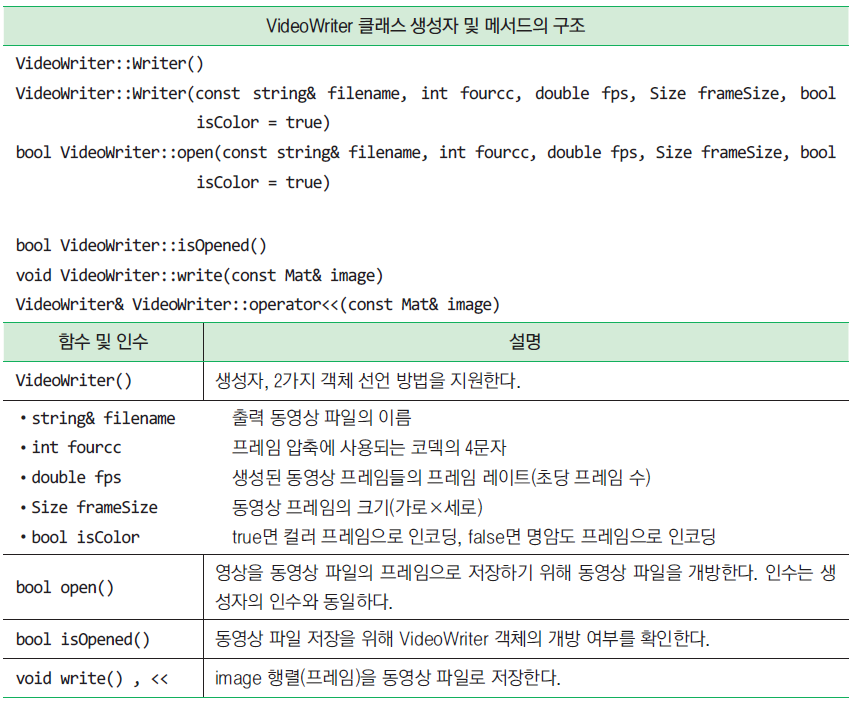 VideoWriter 클래스 생성자 및 메서드의 구조
VideoWriter::Writer()
VideoWriter::Writer(const string& filename, int fourcc, double fps, Size frameSize, bool
isColor = true)
bool VideoWriter::open(const string& filename, int fourcc, double fps, Size frameSize, bool
isColor = true)
bool VideoWriter::isOpened()
void VideoWriter::write(const Mat& image)
VideoWriter& VideoWriter::operator<<(const Mat& image)
함수 및 인수 설명
VideoWriter() 생성자, 2가지 객체 선언 방법을 지원한다.
• string& filename 출력 동영상 파일의 이름
• int fourcc 프레임 압축에 사용되는 코덱의 4문자
• double fps 생성된 동영상 프레임들의 프레임 레이트(초당 프레임 수)
• Size frameSize 동영상 프레임의 크기(가로×세로)
• bool isColor true면 컬러 프레임으로 인코딩, false면 명암도 프레임으로 인코딩
bool open() 영상을 동영상 파일의 프레임으로 저장하기 위해 동영상 파일을 개방한다. 인수는 생
성자의 인수와 동일하다.
bool isOpened() 동영상 파일 저장을 위해 VideoWriter 객체의 개방 여부를 확인한다.
void write() , << image 행렬(프레임)을 동영상 파일로 저장한다.